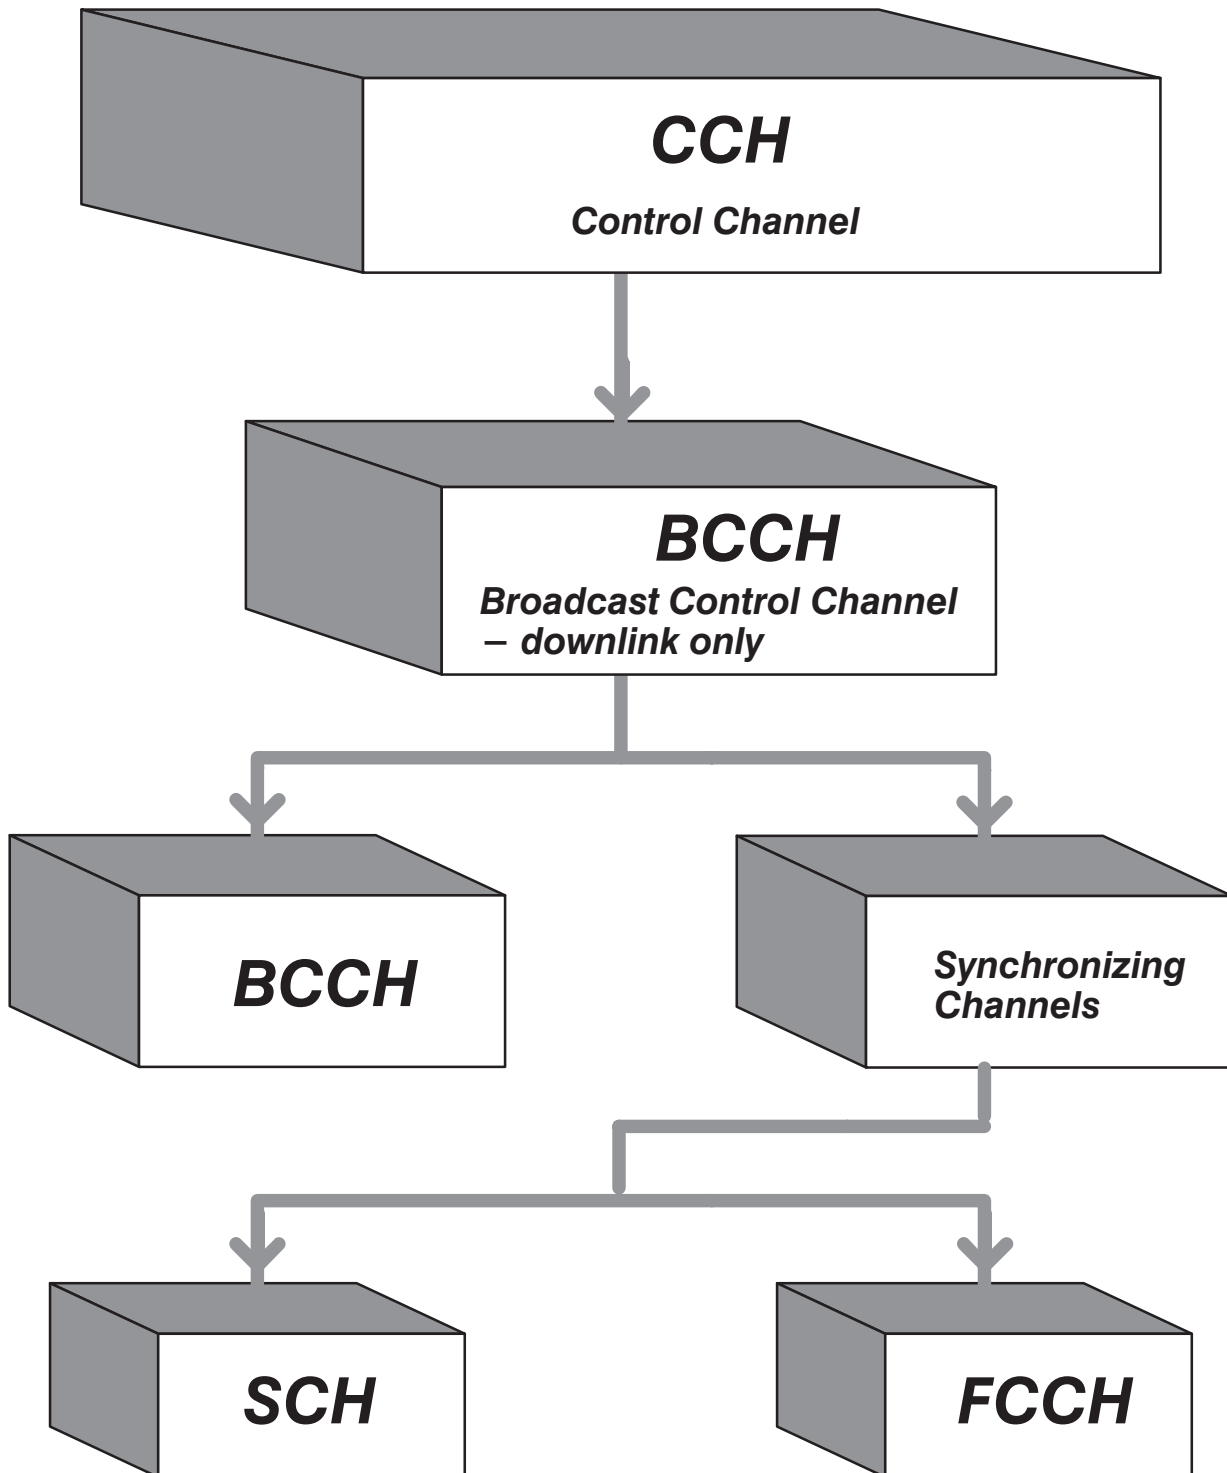 CCH
Control Channel
BCCH
Broadcast Control Channel
– downlink only
BCCH
Synchronizing
Channels
SCH
FCCH